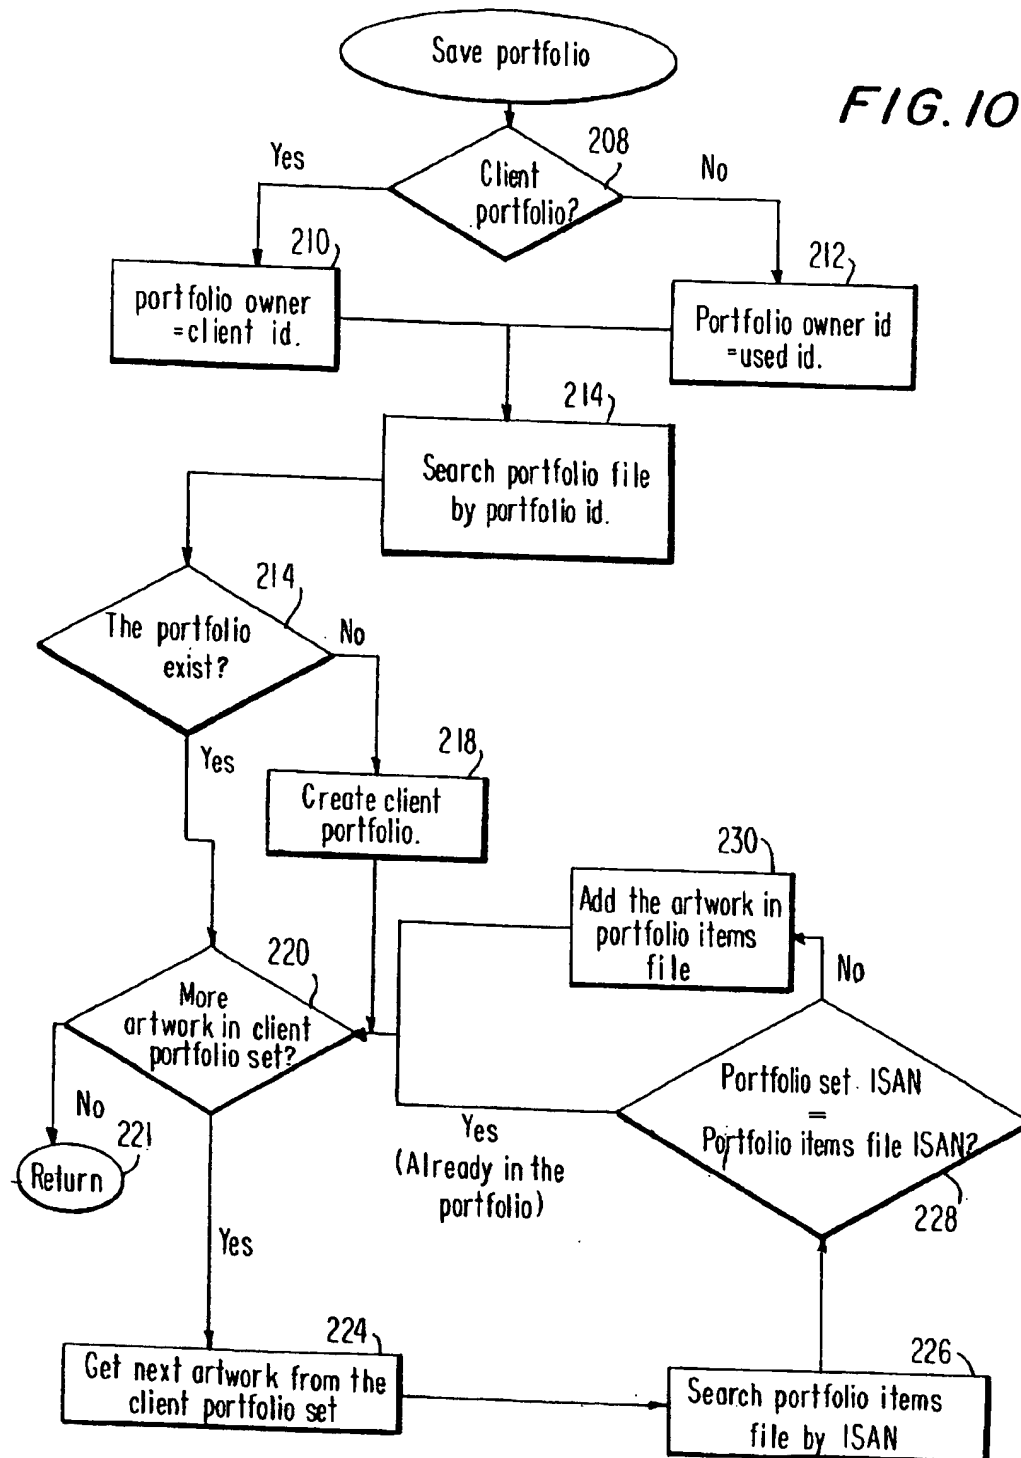 Save portfolio
FIG. 10
208
Client
portfolio?
Yes
No
210
portfolio owner
=client id.
212
Portfolio owner id
=used id.
214
Search portfolio file
by portfolio id.
214
The portfolio
exist?
No
Yes
218
Create client
portfolio.
230
Add the artwork in
portfolio items
file
220
More
artwork in client
portfolio set?
No
221
Return
Yes
No
Portfolio set ISAN
=
Portfolio items file ISAN?
228
Yes
(Already in the
portfolio)
224
Get next artwork from the
client portfolio set
226
Search portfolio items
file by ISAN